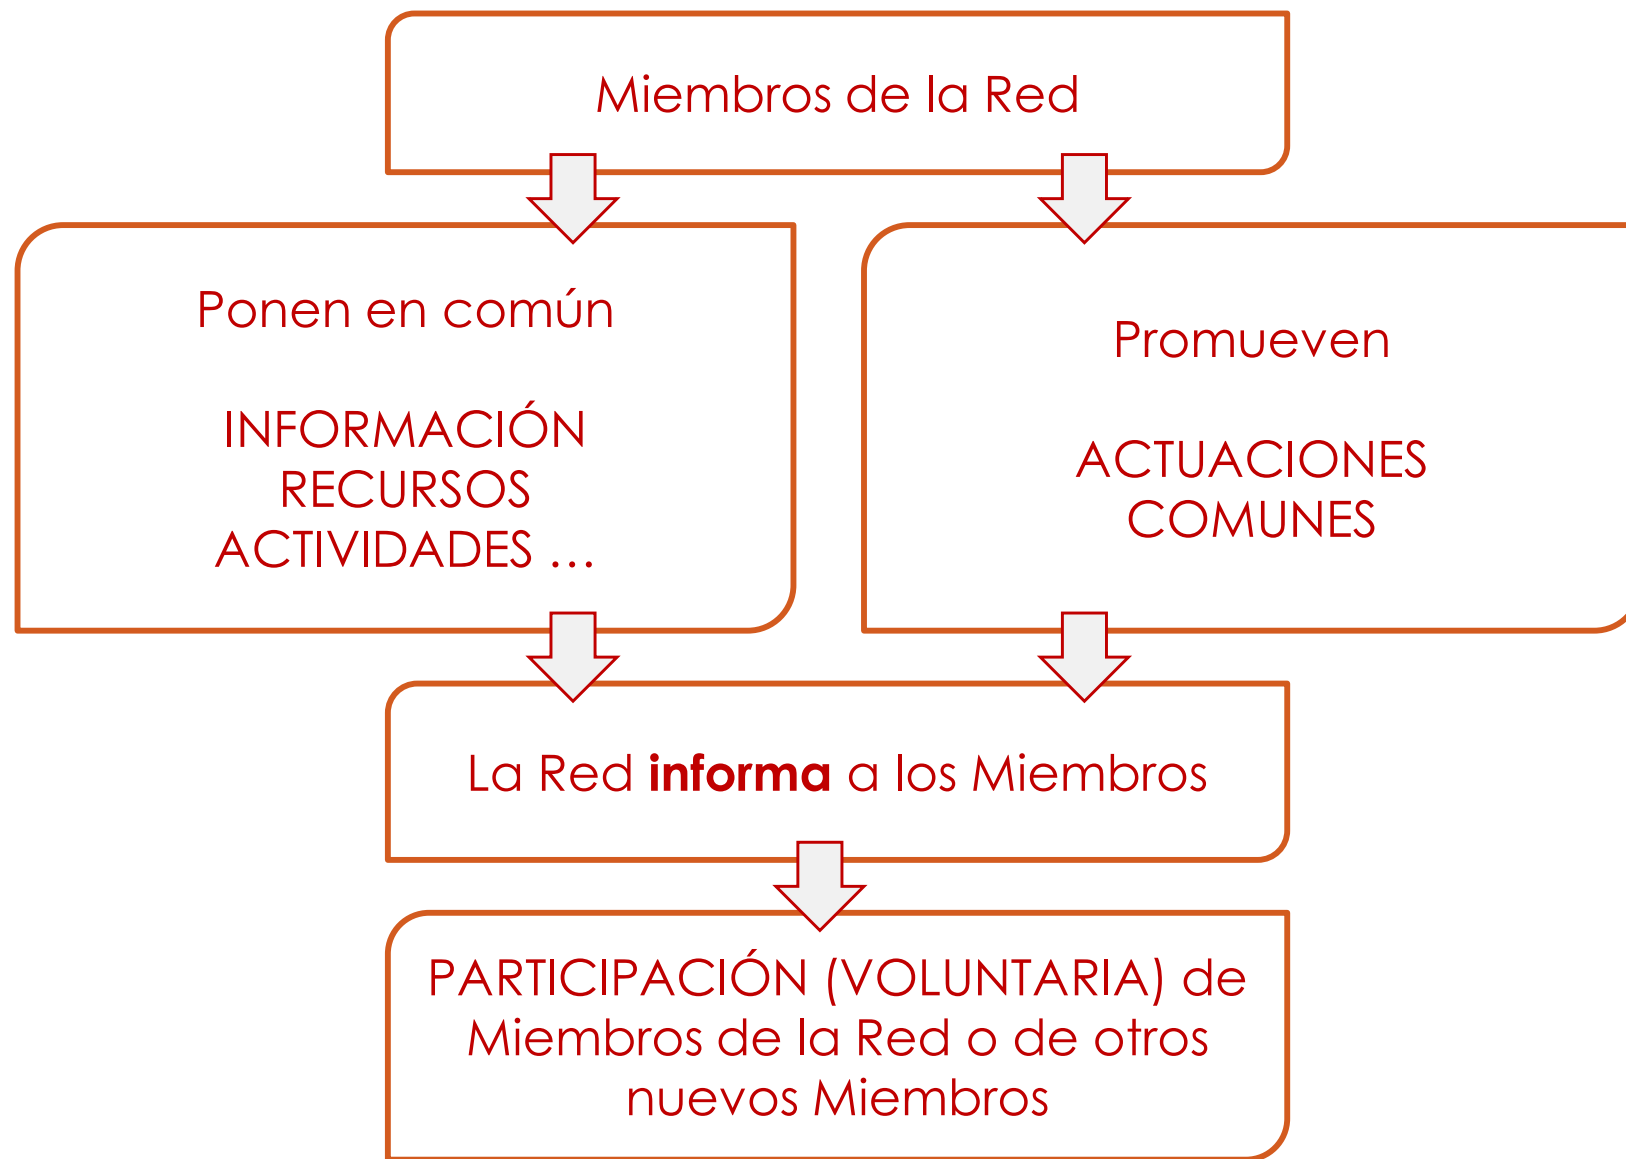 Miembros de la Red
Ponen en común
INFORMACIÓN
RECURSOS
ACTIVIDADES …
Promueven
ACTUACIONES
COMUNES
La Red informa a los Miembros
PARTICIPACIÓN (VOLUNTARIA) de
Miembros de la Red o de otros
nuevos Miembros